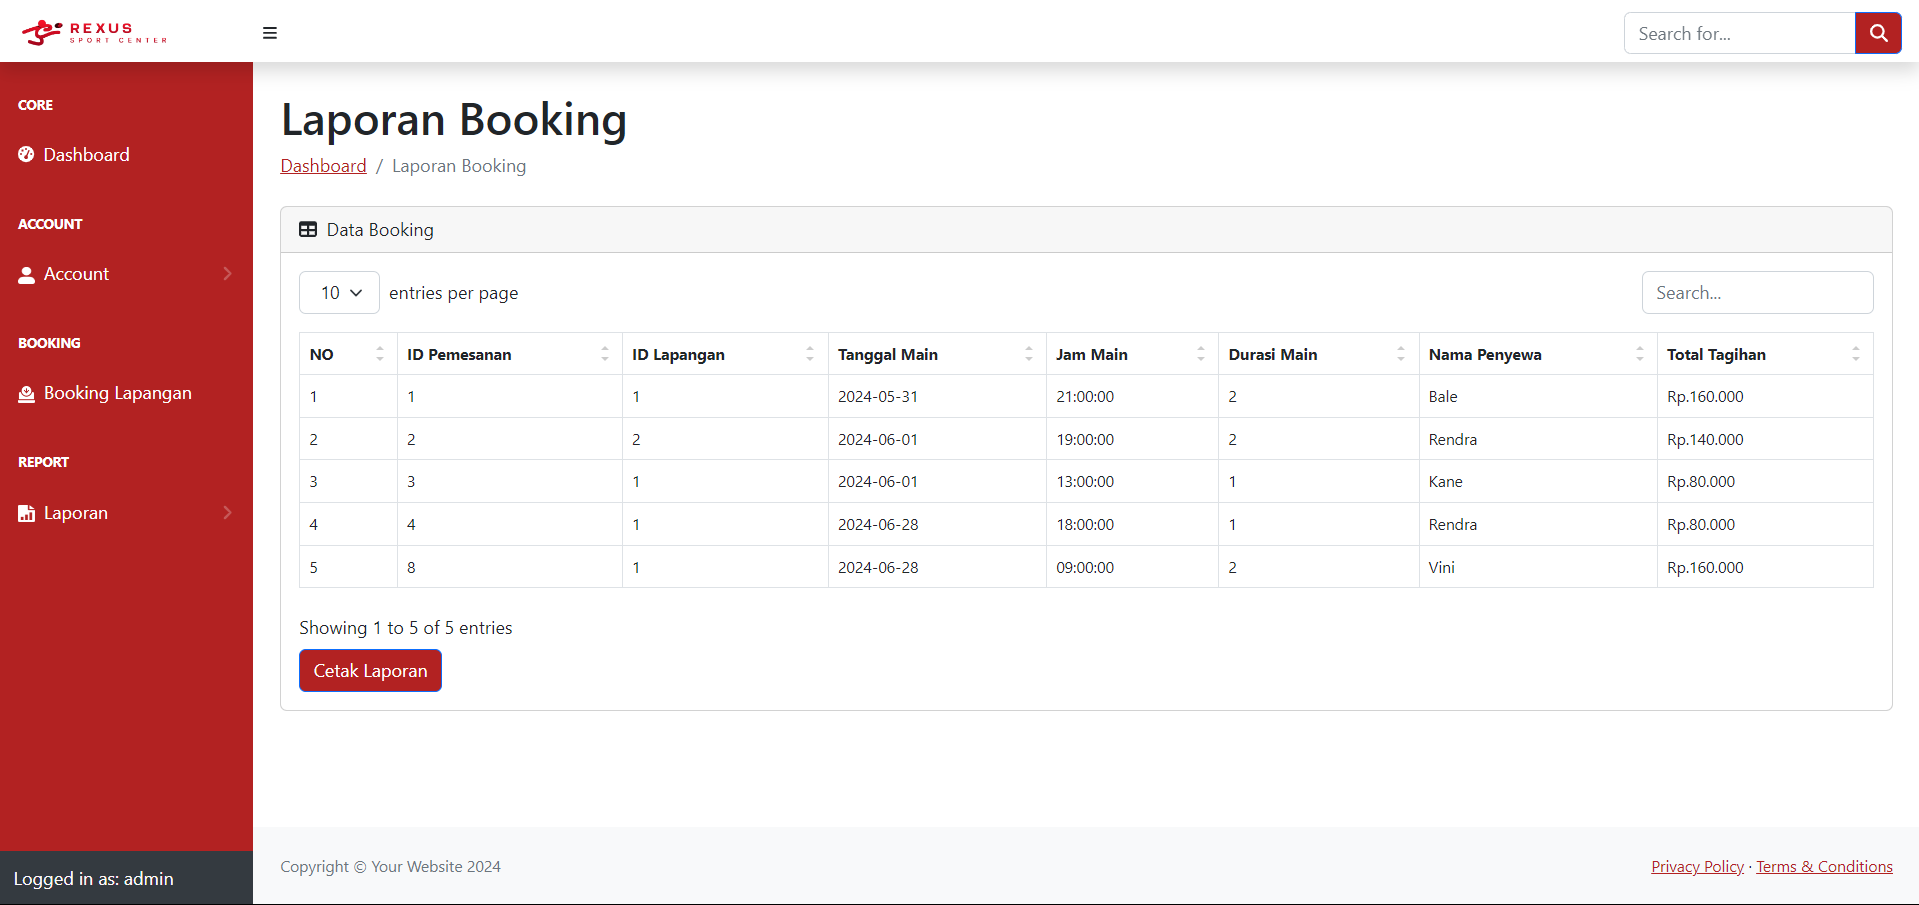 REXUS
SPORT CENTER
Search for...
CORE
Dashboard
ACCOUNT
Account
BOOKING
Booking Lapangan
REPORT
Laporan
Logged in as: admin
Laporan Booking
Dashboard / Laporan Booking
Data Booking
10 entries per page
Search...
NO ID Pemesanan ID Lapangan Tanggal Main Jam Main Durasi Main Nama Penyewa Total Tagihan
1 1 1 2024-05-31 21:00:00 2 Bale Rp.160.000
2 2 2 2024-06-01 19:00:00 2 Rendra Rp.140.000
3 3 1 2024-06-01 13:00:00 1 Kane Rp.80.000
4 4 1 2024-06-28 18:00:00 1 Rendra Rp.80.000
5 8 1 2024-06-28 09:00:00 2 Vini Rp.160.000
Showing 1 to 5 of 5 entries
Cetak Laporan
Copyright © Your Website 2024
Privacy Policy · Terms & Conditions